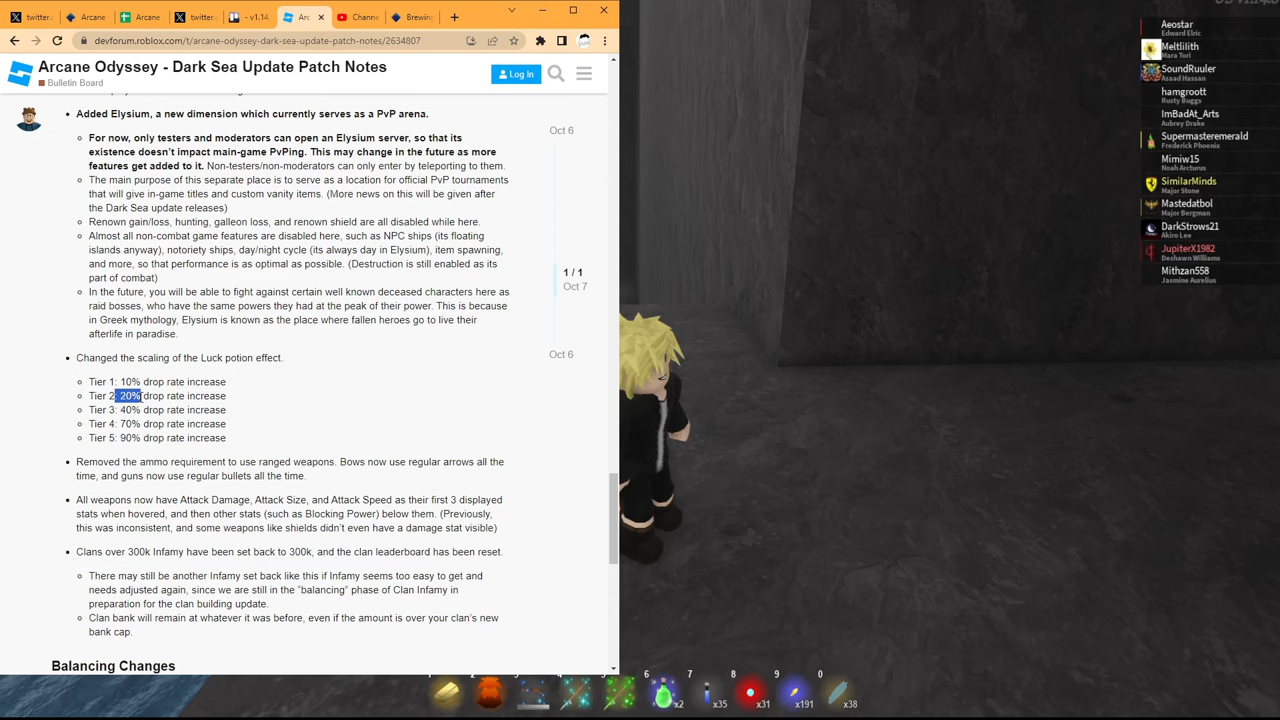 twitter.
Arcane
Arcane
twitter.
- v1.14.
Arc
Chann
Brewing
devforum.roblox.com/t/arcane-odyssey-dark-sea-update-patch-notes/2634807
Arcane Odyssey - Dark Sea Update Patch Notes
Bulletin Board
Log In
Added Elysium, a new dimension which currently serves as a PvP arena.
For now, only testers and moderators can open an Elysium server, so that its
existence doesn't impact main-game PvPing. This may change in the future as more
features get added to it. Non-testers/non-moderators can only enter by teleporting to them.
The main purpose of this separate place is to serve as a location for official PvP tournaments
that will give in-game titles and custom vanity items. (More news on this will be given after
the Dark Sea update releases)
Renown gain/loss, hunting, galleon loss, and renown shield are all disabled while here.
Almost all non-combat game features are disabled here, such as NPC ships (its floating
islands anyway), notoriety ships, day/night cycle (its always day in Elysium), item spawning,
and more, so that performance is as optimal as possible. (Destruction is still enabled as its
part of combat)
In the future, you will be able to fight against certain well known deceased characters here as
raid bosses, who have the same powers they had at the peak of their power. This is because
in Greek mythology, Elysium is known as the place where fallen heroes go to live their
afterlife in paradise.
Changed the scaling of the Luck potion effect.
Tier 1: 10% drop rate increase
Tier 2: 20% drop rate increase
Tier 3: 40% drop rate increase
Tier 4: 70% drop rate increase
Tier 5: 90% drop rate increase
Removed the ammo requirement to use ranged weapons. Bows now use regular arrows all the
time, and guns now use regular bullets all the time.
All weapons now have Attack Damage, Attack Size, and Attack Speed as their first 3 displayed
stats when hovered, and then other stats (such as Blocking Power) below them. (Previously,
this was inconsistent, and some weapons like shields didn't even have a damage stat visible)
Clans over 300k Infamy have been set back to 300k, and the clan leaderboard has been reset.
There may still be another Infamy set back like this if Infamy seems too easy to get and
needs adjusted again, since we are still in the "balancing" phase of Clan Infamy in
preparation for the clan building update.
Clan bank will remain at whatever it was before, even if the amount is over your clan's new
bank cap.
Balancing Changes
Oct 6
1 / 1
Oct 7
Oct 6
Aeostar
Edward Elric
Meltlilith
Mara Tori
SoundRuuler
Asaad Hassan
hamgroott
Rusty Buggs
ImBadAt_Arts
Aubrey Drake
Supermasteremerald
Frederick Phoenix
Mimiw15
Noah Arcturus
SimilarMinds
Major Stone
Mastedatbol
Major Bergman
DarkStrows21
Akiro Lee
JupiterX1982
Deshawn Williams
Mithzan558
Jasmine Aurelius
6 7 8 9 0
x2 x35 x31 x191 x38